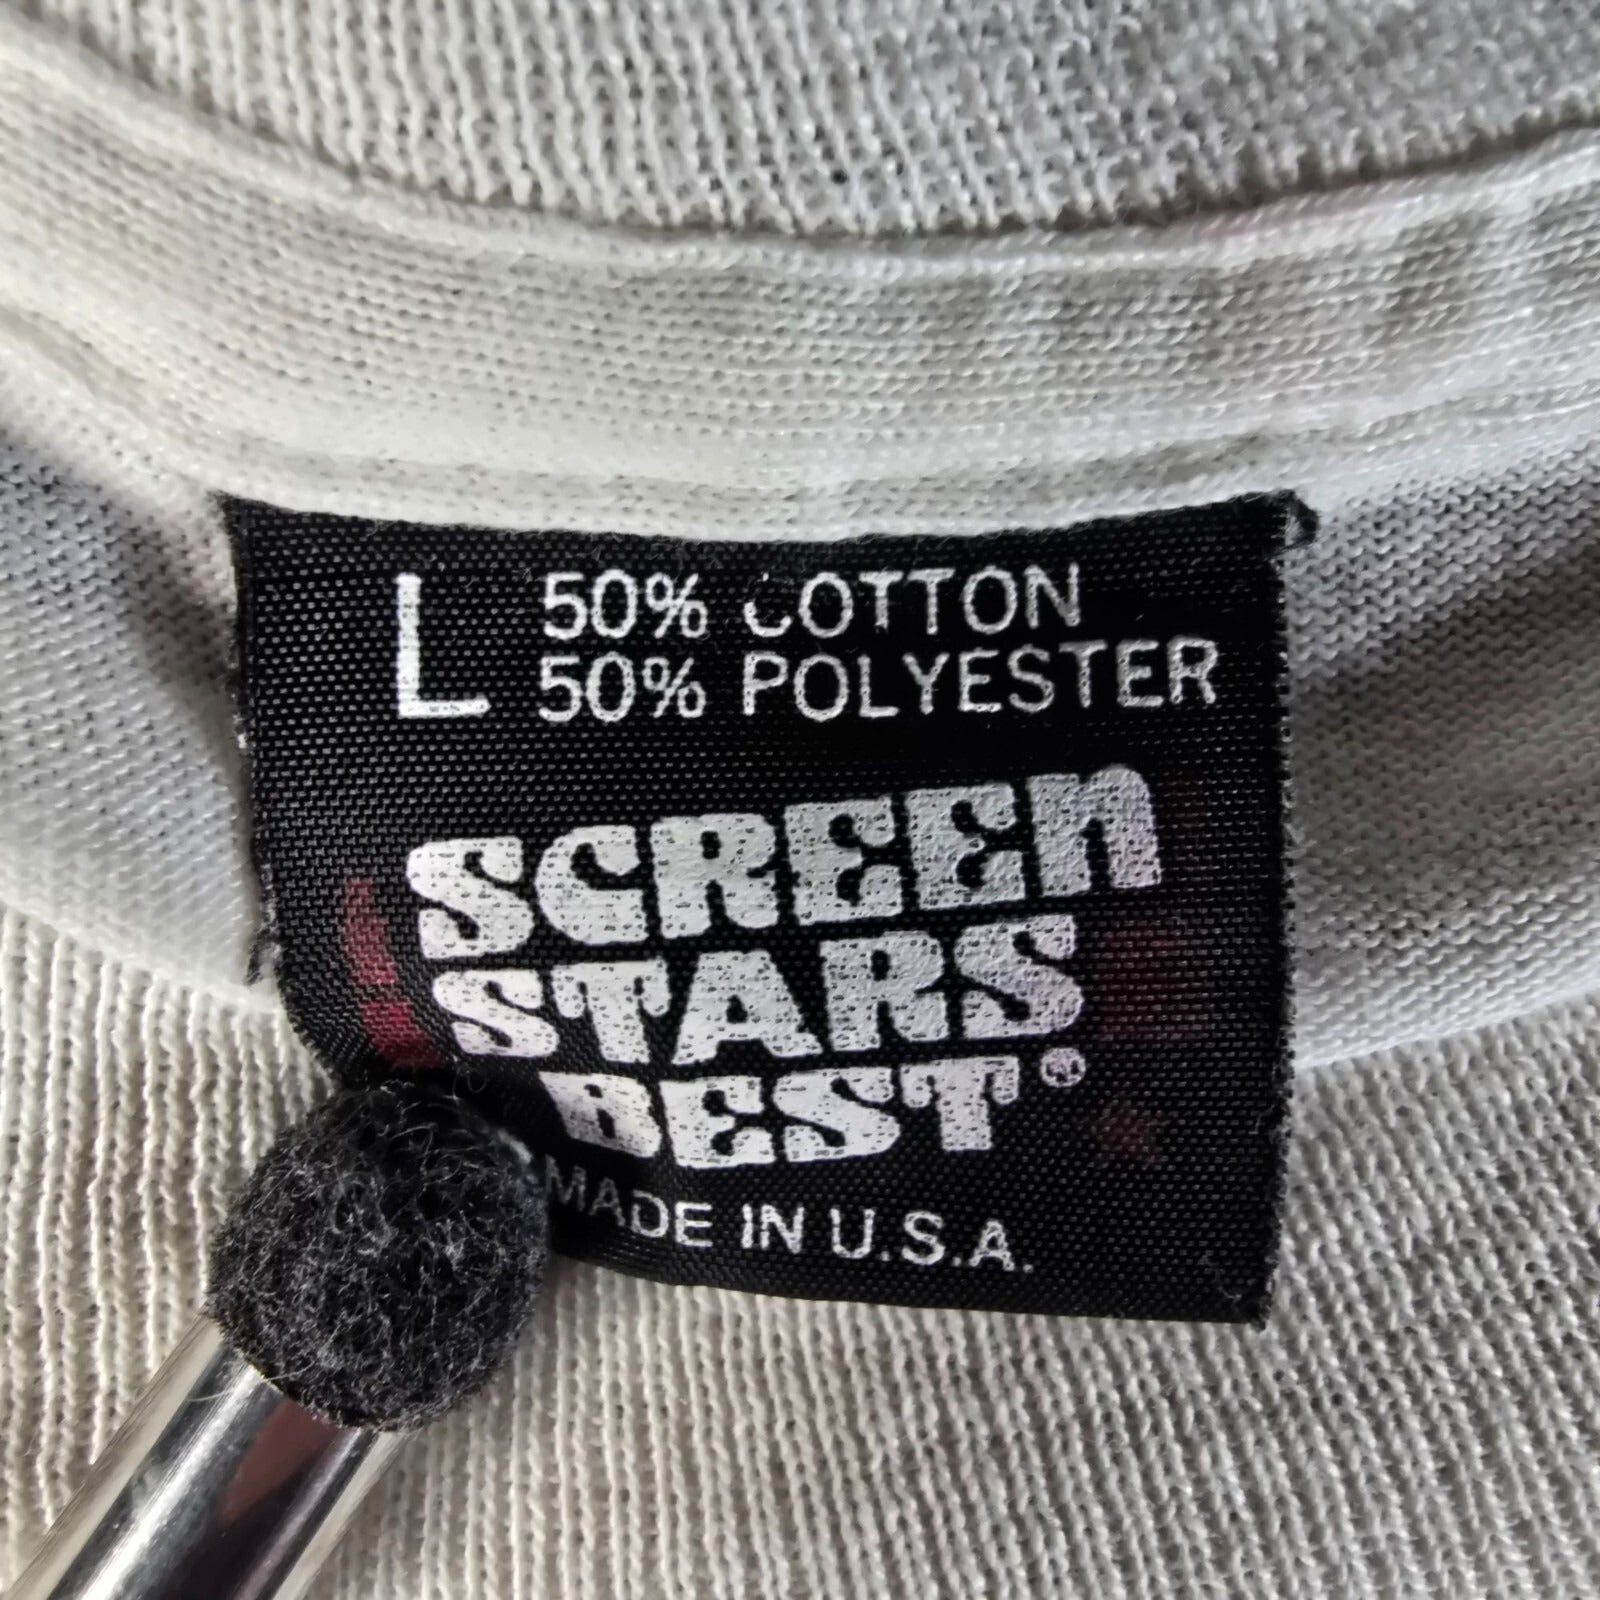 L 50% COTTON
50% POLYESTER
SCREEN
STARS
BEST®
MADE IN U.S.A.